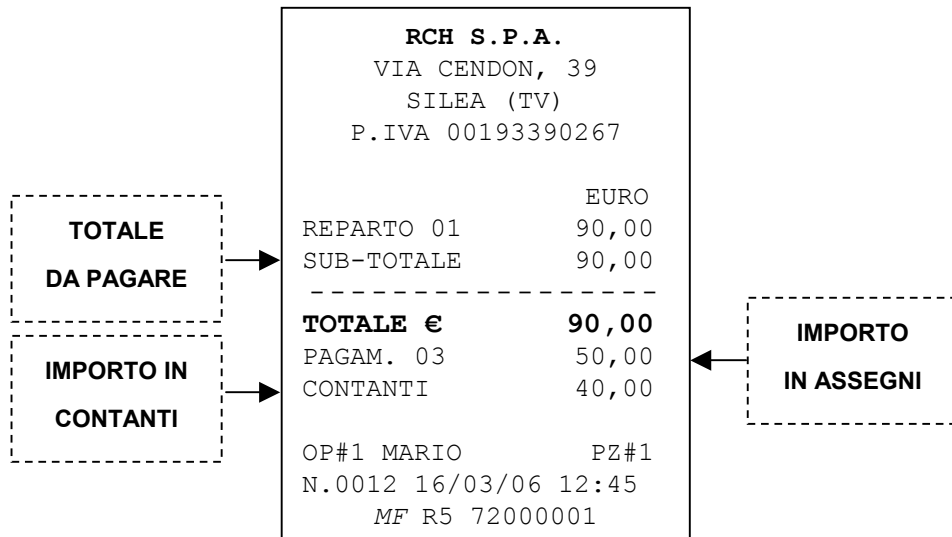 RCH S.P.A.
VIA CENDON, 39
SILEA (TV)
P.IVA 00193390267
EURO
REPARTO 01 90,00
SUB-TOTALE 90,00
------------------
TOTALE € 90,00
PAGAM. 03 50,00
CONTANTI 40,00
OP#1 MARIO PZ#1
N.0012 16/03/06 12:45
MF R5 72000001
TOTALE
DA PAGARE
IMPORTO IN
CONTANTI
IMPORTO
IN ASSEGNI